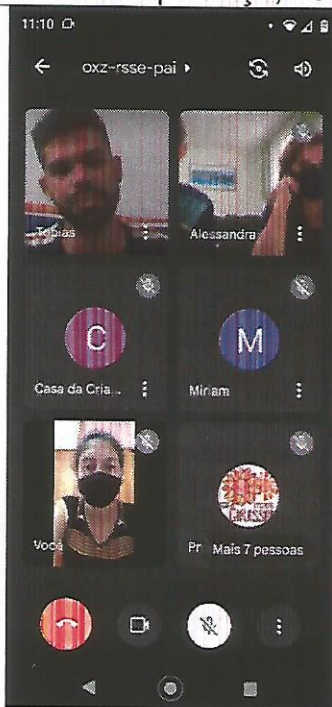 11:10
oxz-rsse-pai
Tobias
Alessandra
C
M
Casa da Cria...
Miriam
Você
Pr
Mais 7 pessoas